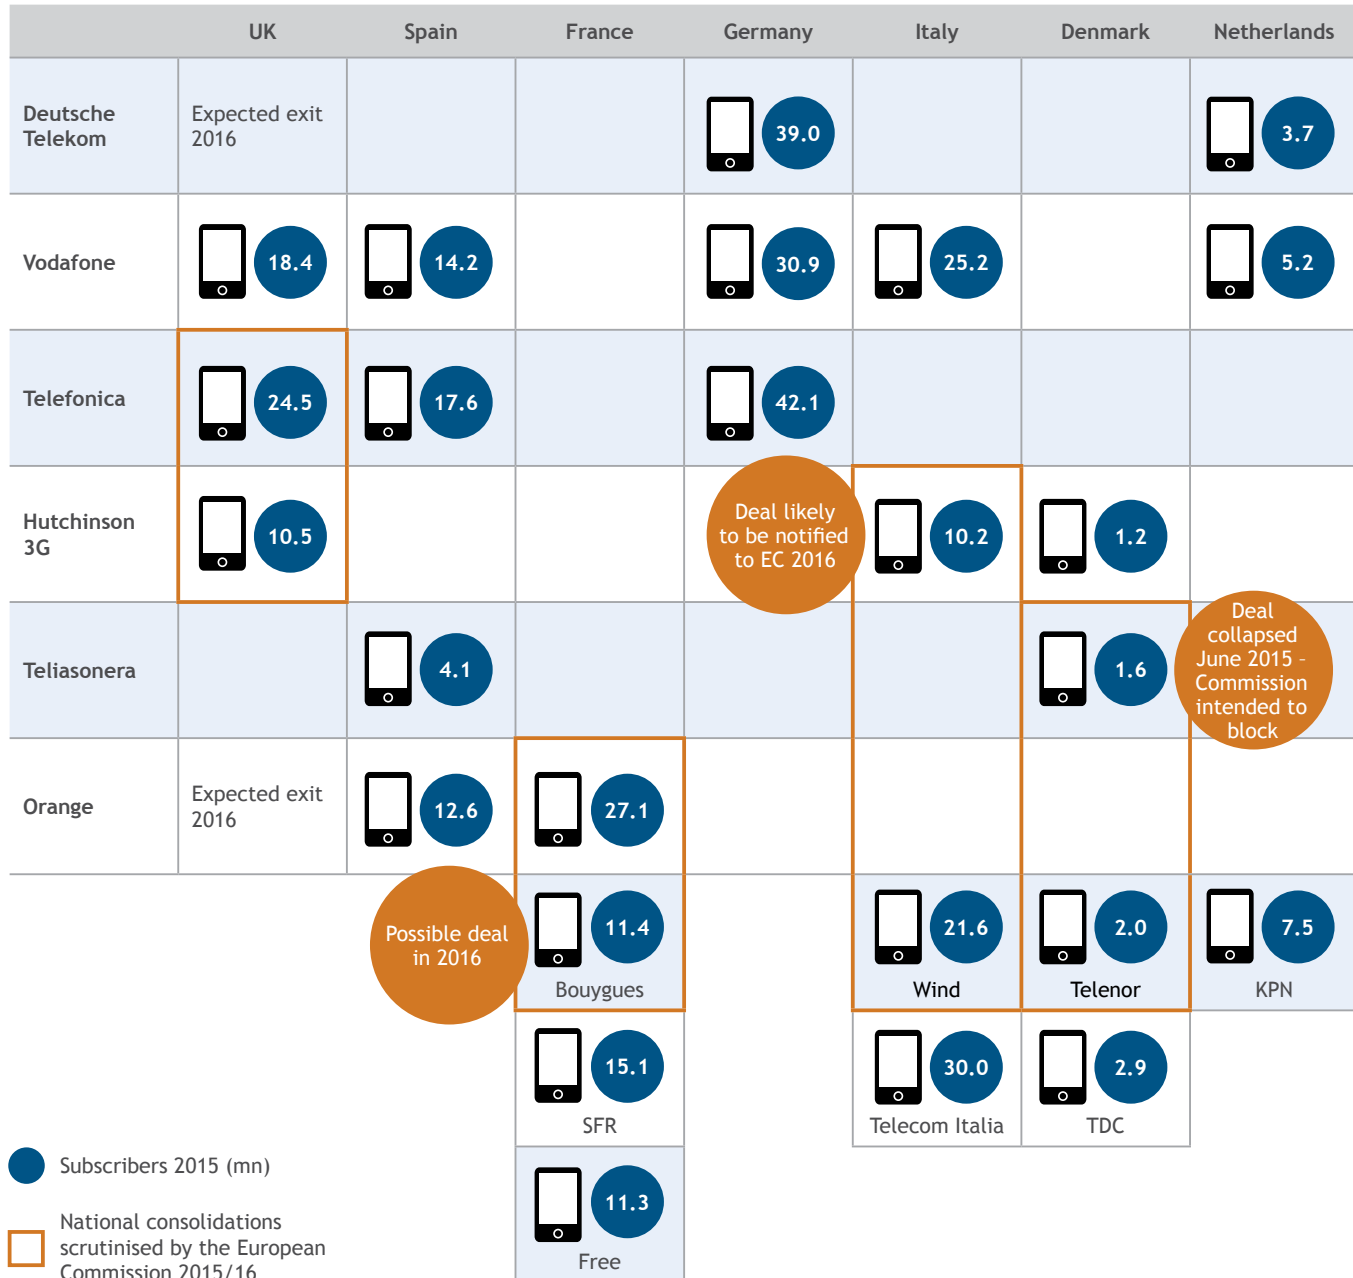 UK Spain France Germany Italy Denmark Netherlands
Deutsche
Telekom
Expected exit
2016
39.0
3.7
Vodafone
18.4
14.2
30.9
25.2
5.2
Telefonica
24.5
17.6
42.1
Hutchinson
3G
10.5
Deal likely
to be notified
to EC 2016
10.2
1.2
Teliasonera
4.1
1.6
Deal
collapsed
June 2015 –
Commission
intended to
block
Orange
Expected exit
2016
12.6
27.1
Possible deal
in 2016
11.4
Bouygues
21.6
Wind
2.0
Telenor
7.5
KPN
15.1
SFR
30.0
Telecom Italia
2.9
TDC
11.3
Free
Subscribers 2015 (mn)
National consolidations
scrutinised by the European
Commission 2015/16